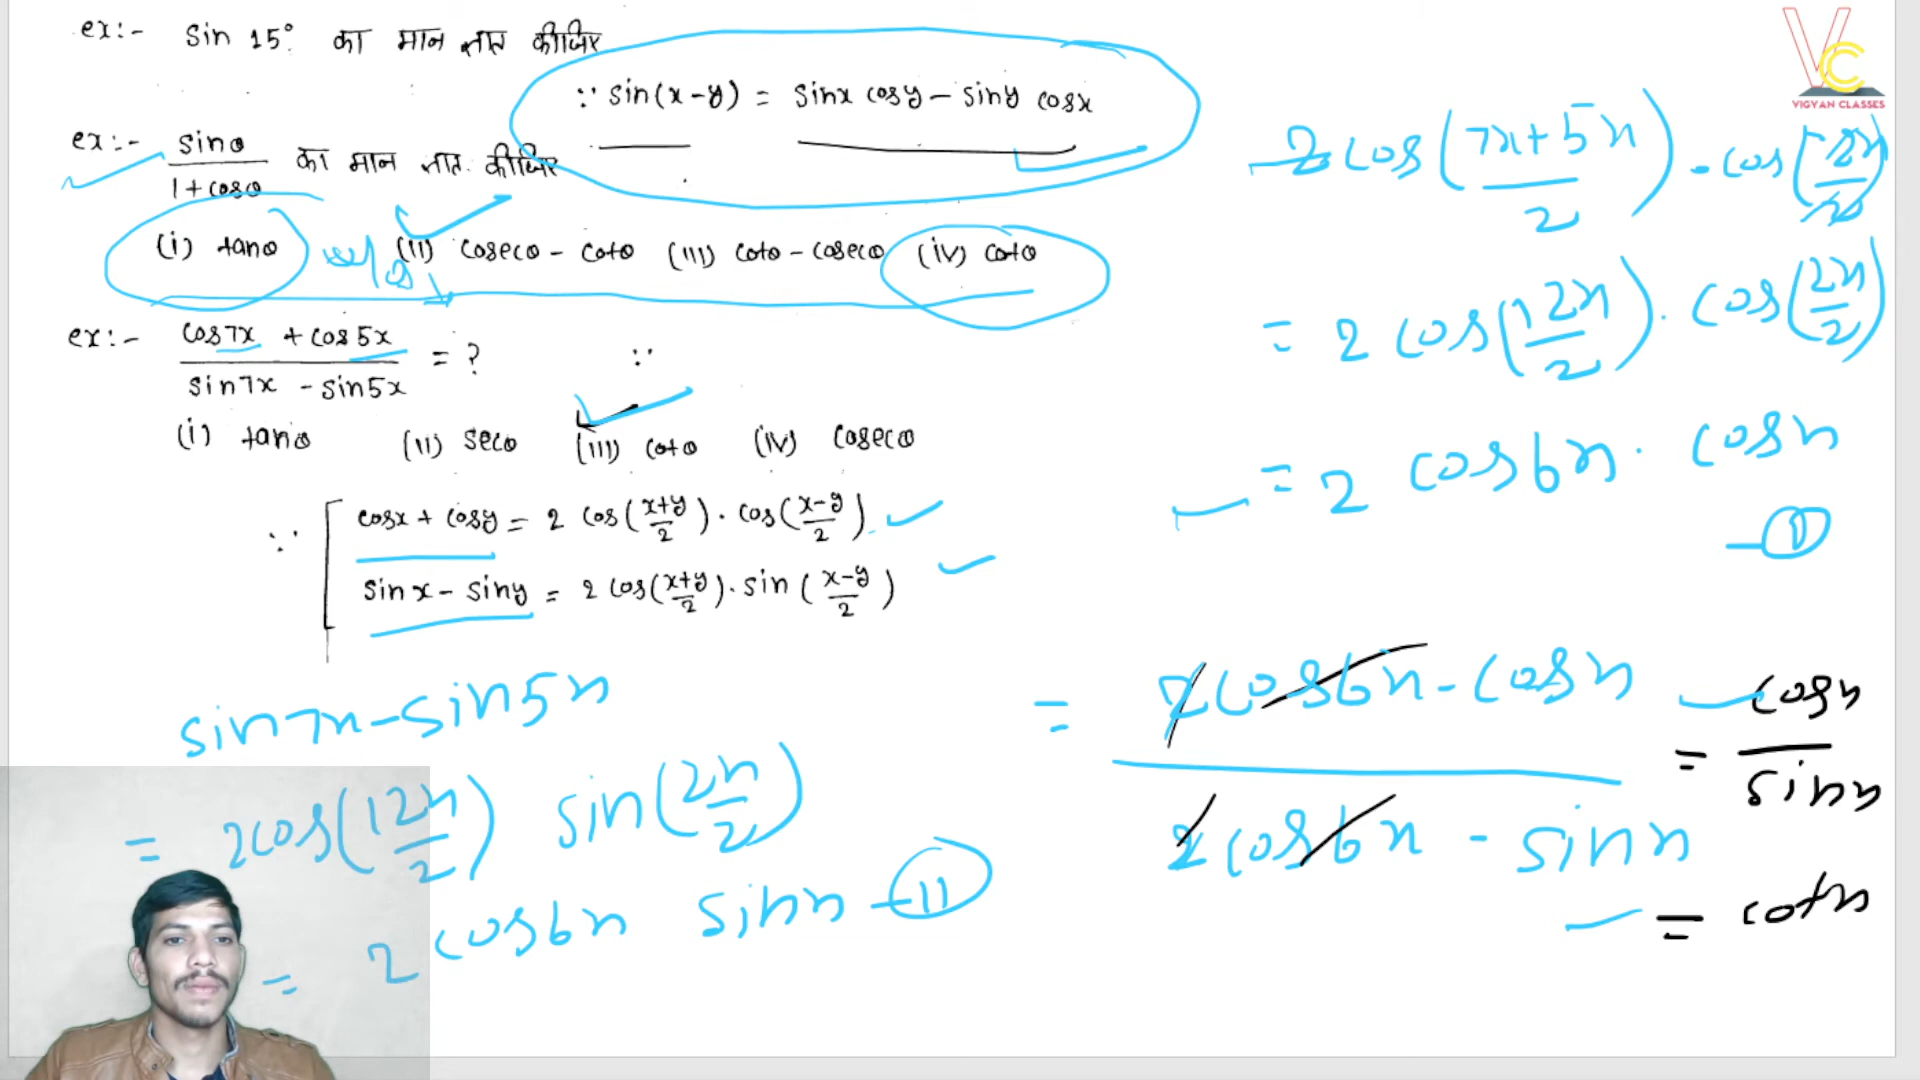 ex:- sin 15° का मान ज्ञात कीजिए
∵ sin(x-y) = sinx cosy - siny cosx
ex:- sinθ / 1+cosθ का मान ज्ञात कीजिए
(i) tanθ (ii) cosecθ - cotθ (iii) cotθ - cosecθ (iv) cotθ
ex:- cos7x + cos5x / sin7x - sin5x = ? ∵
(i) tanθ (ii) secθ (iii) cotθ (iv) cosecθ
∵ cosx + cosy = 2 cos(x+y/2) . cos(x-y/2)
sinx - siny = 2 cos(x+y/2) . sin(x-y/2)
sin7x - sin5x
= 2cos(12x/2) sin(2x/2)
= 2 cos6x sinx - (II)
VIGYAN CLASSES
2 cos(7x+5x/2) . cos(
= 2 cos(12x/2) . cos(2x/2)
= 2 cos6x . cosx
- (I)
= 2cos6x - cosx / 2cos6x - sinx = cosx / sinx
= cotx